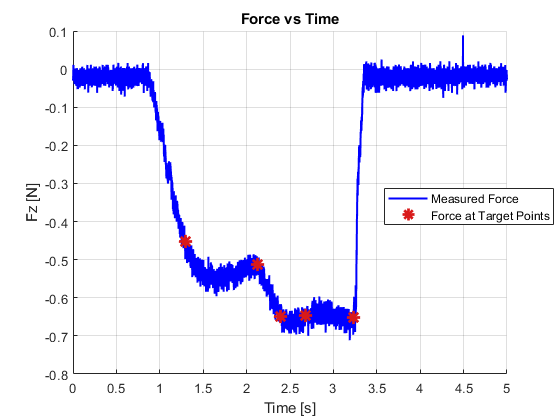 Force vs Time
0.1
0
-0.1
-0.2
-0.3
-0.4
-0.5
-0.6
-0.7
-0.8
Fz [N]
Measured Force
Force at Target Points
0 0.5 1 1.5 2 2.5 3 3.5 4 4.5 5
Time [s]